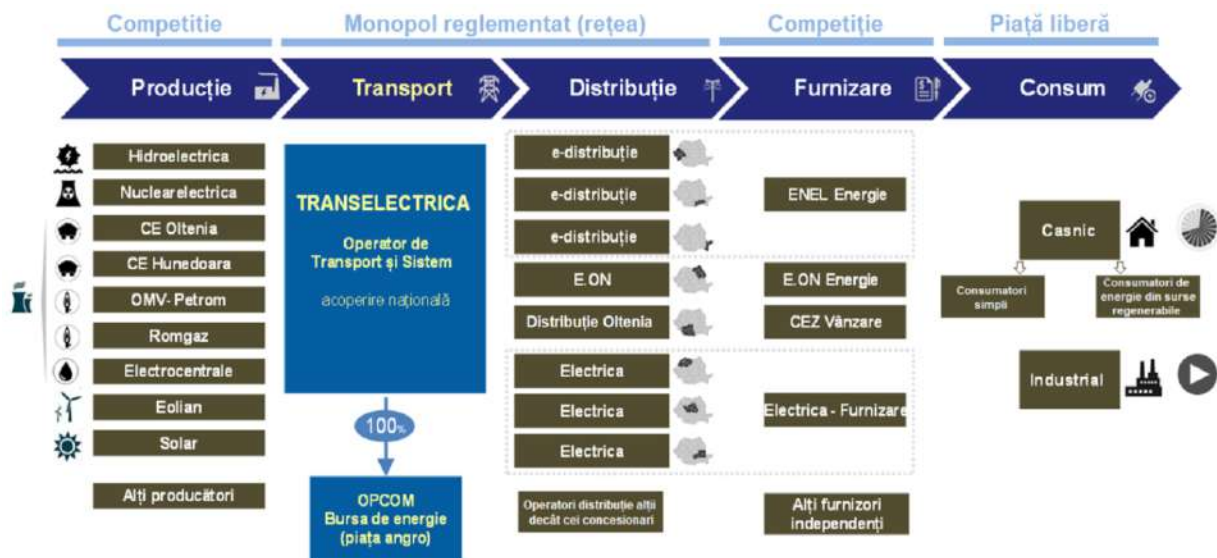 Competitie
Monopol reglementat (rețea)
Competiție
Piață liberă
Producție
Transport
Distribuție
Furnizare
Consum
Hidroelectrica
Nuclearelectrica
CE Oltenia
CE Hunedoara
OMV- Petrom
Romgaz
Electrocentrale
Eolian
Solar
Alți producători
TRANSELECTRICA
Operator de
Transport și Sistem
acoperire națională
100%
OPCOM
Bursa de energie
(piața angro)
e-distribuție
e-distribuție
e-distribuție
E.ON
Distribuție Oltenia
Electrica
Electrica
Electrica
Operatori distribuție alții
decât cei concesionari
ENEL Energie
E.ON Energie
CEZ Vânzare
Electrica - Furnizare
Alți furnizori
independenți
Casnic
Consumatori
simpli
Consumatori de
energie din surse
regenerabile
Industrial